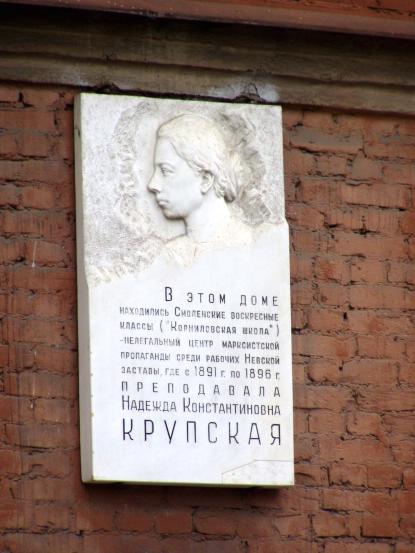 В ЭТОМ ДОМЕ
НАХОДИЛИСЬ СМОЛЕНСКИЕ ВОСКРЕСНЫЕ
КЛАССЫ ("КОРНИЛОВСКАЯ ШКОЛА")
-НЕЛЕГАЛЬНЫЙ ЦЕНТР МАРКСИСТСКОЙ
ПРОПАГАНДЫ СРЕДИ РАБОЧИХ НЕВСКОЙ
ЗАСТАВЫ, ГДЕ С 1891 Г. ПО 1896 Г.
ПРЕПОДАВАЛА
НАДЕЖДА КОНСТАНТИНОВНА
КРУПСКАЯ